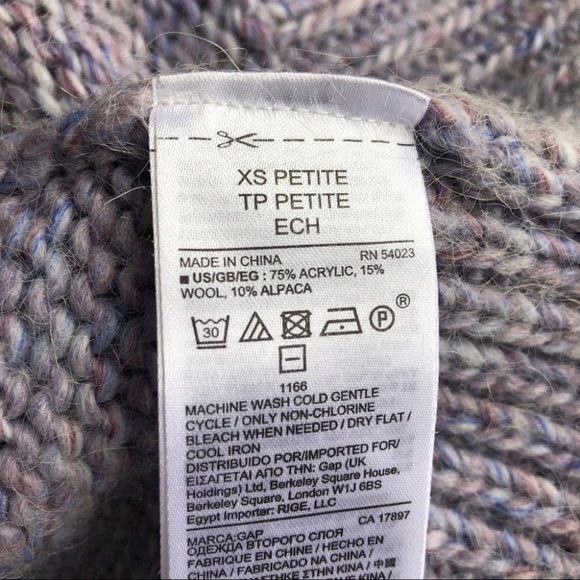 XS PETITE
TP PETITE
ECH
MADE IN CHINA RN 54023
US/GB/EG : 75% ACRYLIC, 15%
WOOL, 10% ALPACA
30 P ®
1166
MACHINE WASH COLD GENTLE
CYCLE / ONLY NON-CHLORINE
BLEACH WHEN NEEDED / DRY FLAT /
COOL IRON
DISTRIBUIDO POR/IMPORTED FOR/
ΕΙΣΑΓΕΤΑΙ ΑΠΟ ΤΗΝ: Gap (UK
Holdings) Ltd, Berkeley Square House,
Berkeley Square, London W1J 6BS
Egypt Importer: RIGE, LLC
CA 17897
MARCA:GAP
ОДЕЖДА ВТОРОГО СЛОЯ
FABRIQUE EN CHINE / HECHO EN
CHINA / FABRICADO NA CHINA /
ΣΤΗΝ ΚΙΝΑ /